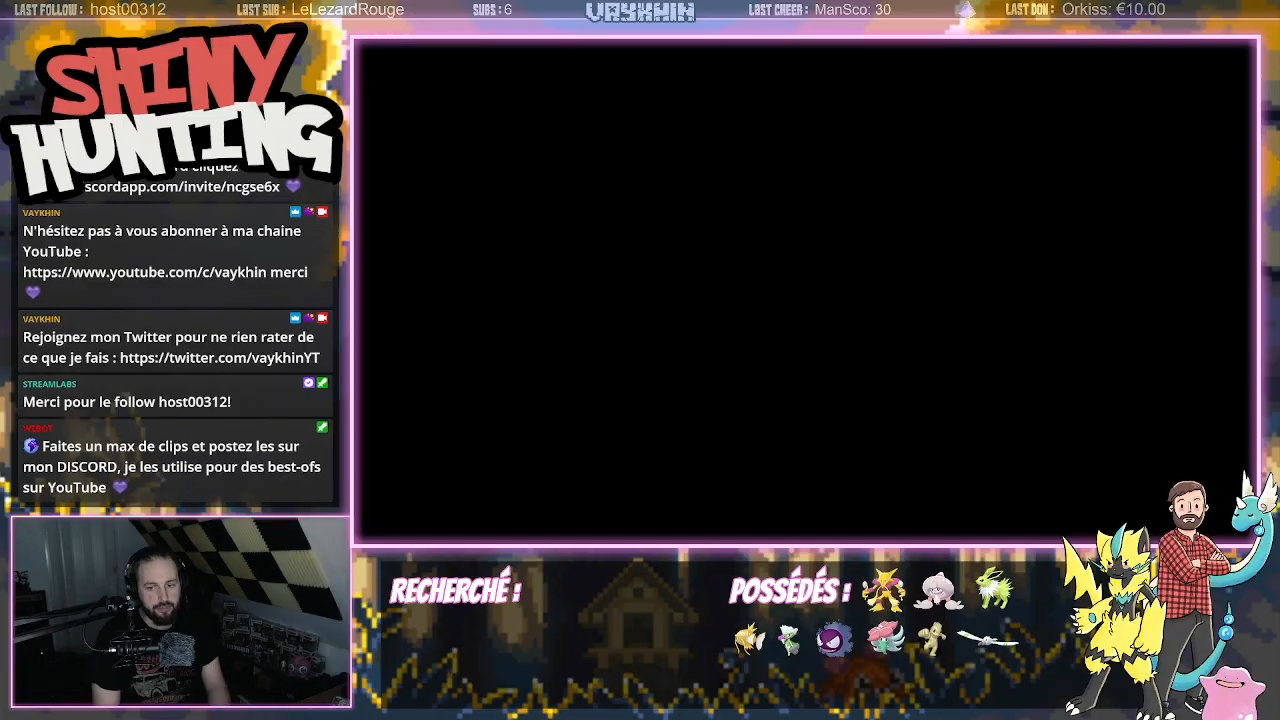 LAST FOLLOW: host00312
LAST SUB: LeLezardRouge
SUBS: 6
VAYKHIN
LAST CHEER: ManSco: 30
LAST DON: Orkiss: €10.00
SHINY
HUNTING
cliquez
scordapp.com/invite/ncgse6x
VAYKHIN
N'hésitez pas à vous abonner à ma chaine
YouTube :
https://www.youtube.com/c/vaykhin merci
VAYKHIN
Rejoignez mon Twitter pour ne rien rater de
ce que je fais : https://twitter.com/vaykhinYT
STREAMLABS
Merci pour le follow host00312!
WZBOT
Faites un max de clips et postez les sur
mon DISCORD, je les utilise pour des best-ofs
sur YouTube
RECHERCHÉ :
POSSÉDÉS :